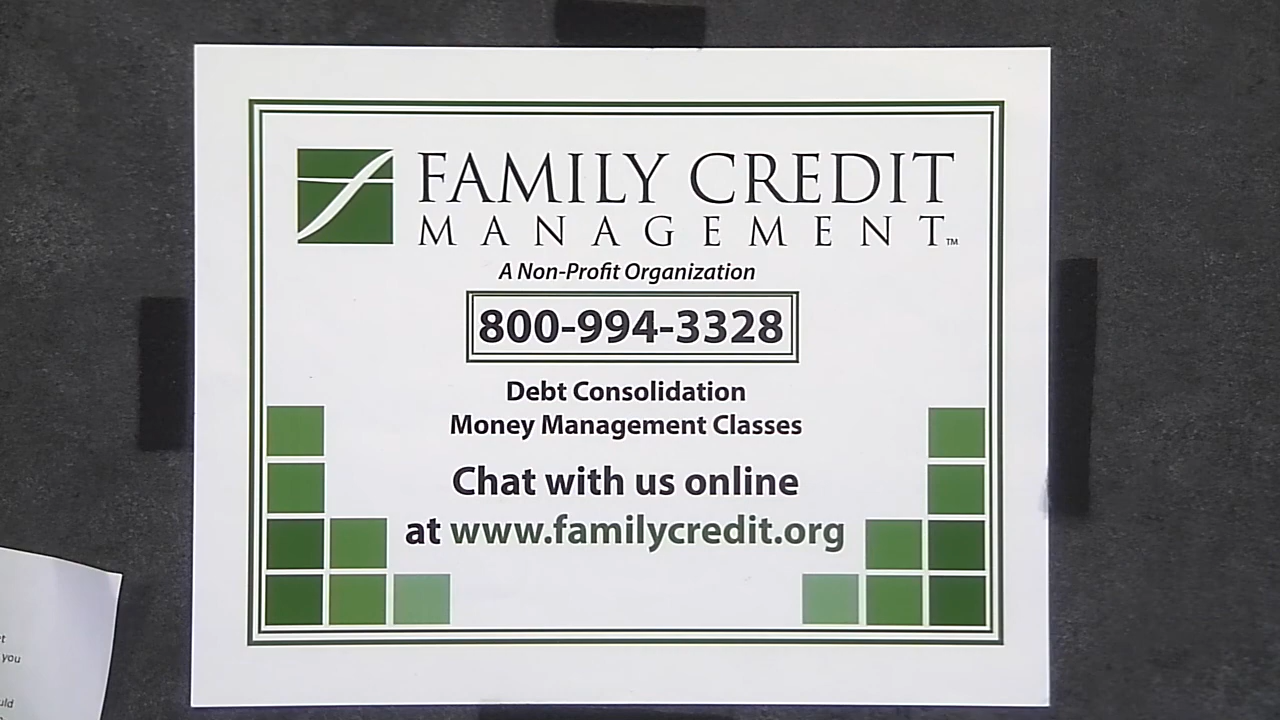 FAMILY CREDIT
MANAGEMENT™
A Non-Profit Organization
800-994-3328
Debt Consolidation
Money Management Classes
Chat with us online
at www.familycredit.org
you